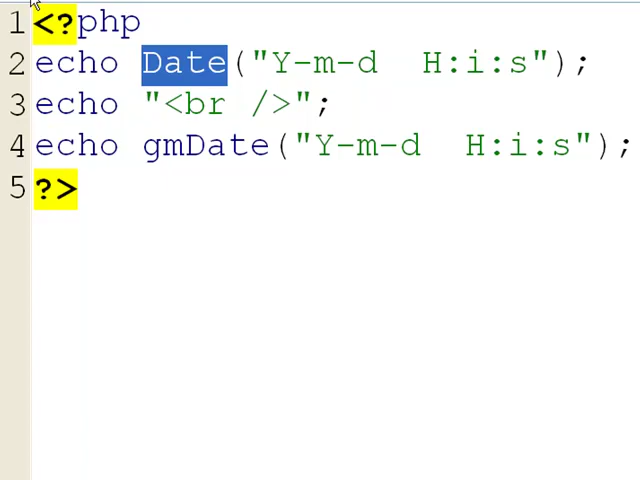 1 <?php
2 echo Date("Y-m-d  H:i:s");
3 echo "<br />";
4 echo gmDate("Y-m-d  H:i:s");
5 ?>